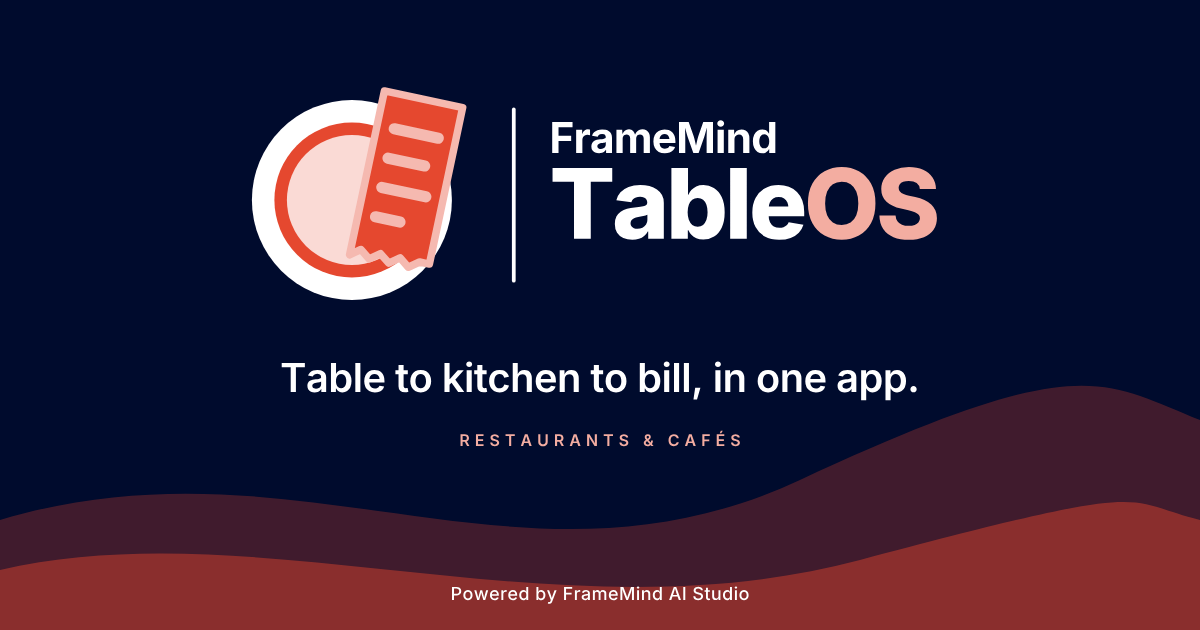 FrameMind
TableOS
Table to kitchen to bill, in one app.
RESTAURANTS & CAFÉS
Powered by FrameMind AI Studio